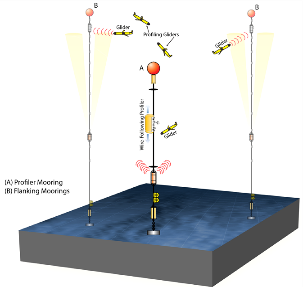 B
B
Glider
Profiling Gliders
Glider
A
Wire-Following Profiler
Glider
(A) Profiler Mooring
(B) Flanking Moorings